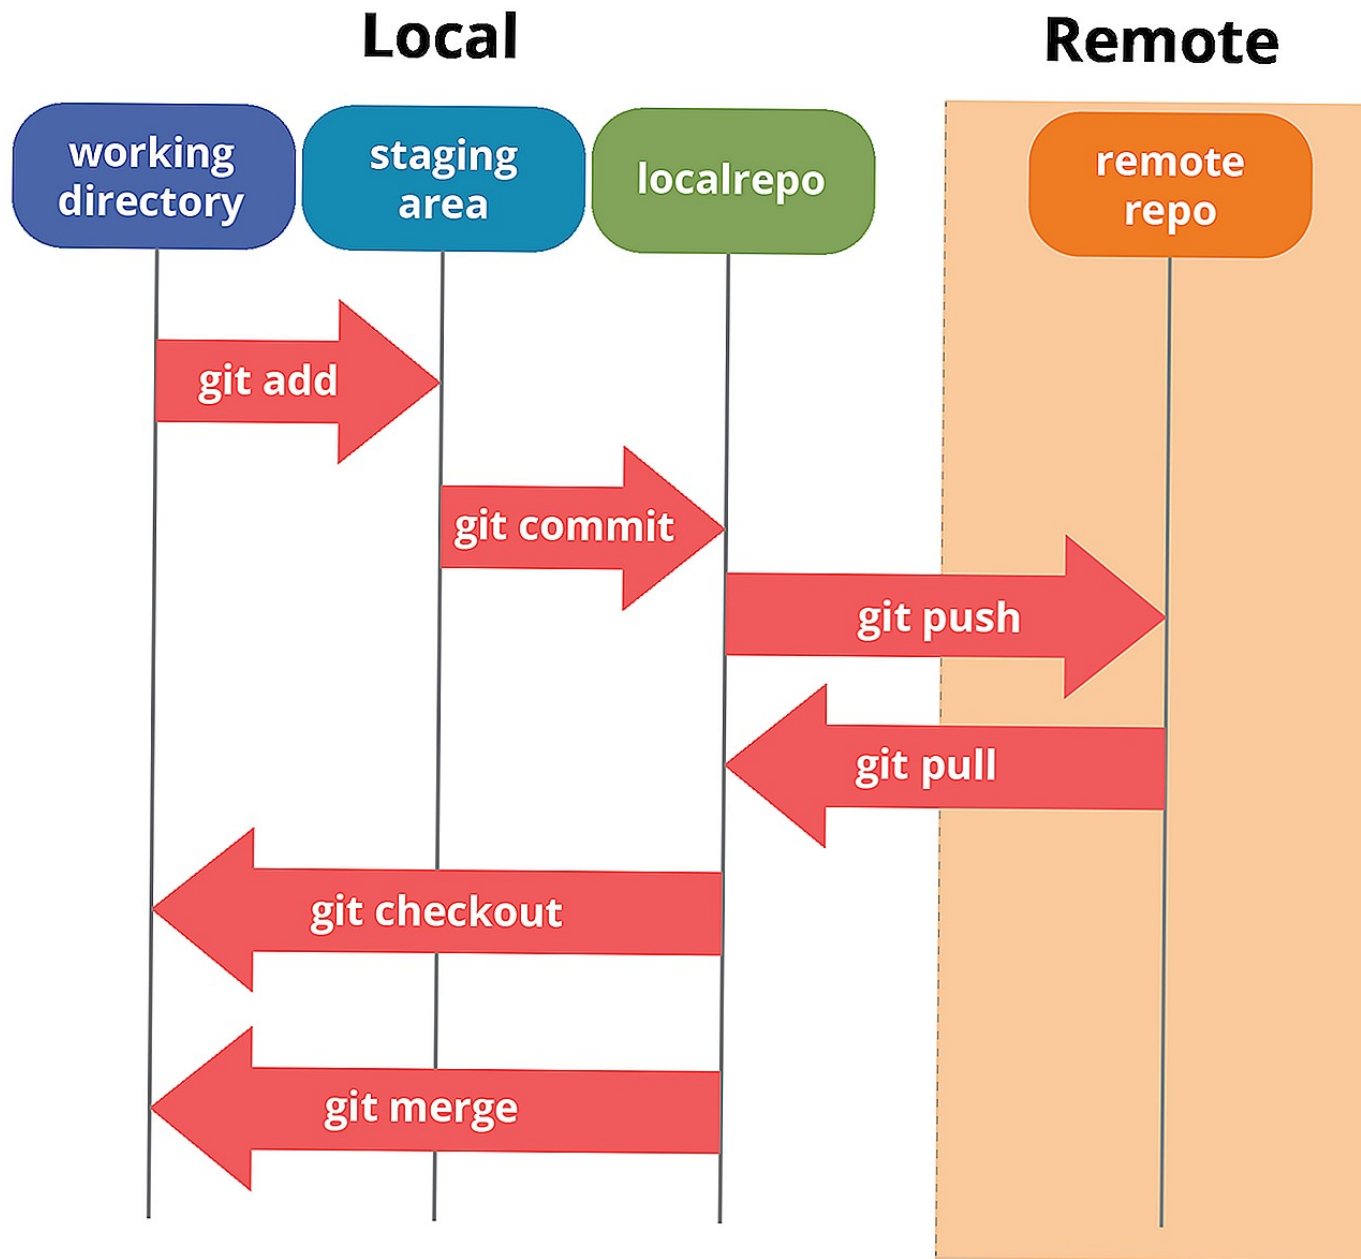 Local
Remote
working
directory
staging
area
localrepo
remote
repo
git add
git commit
git push
git pull
git checkout
git merge